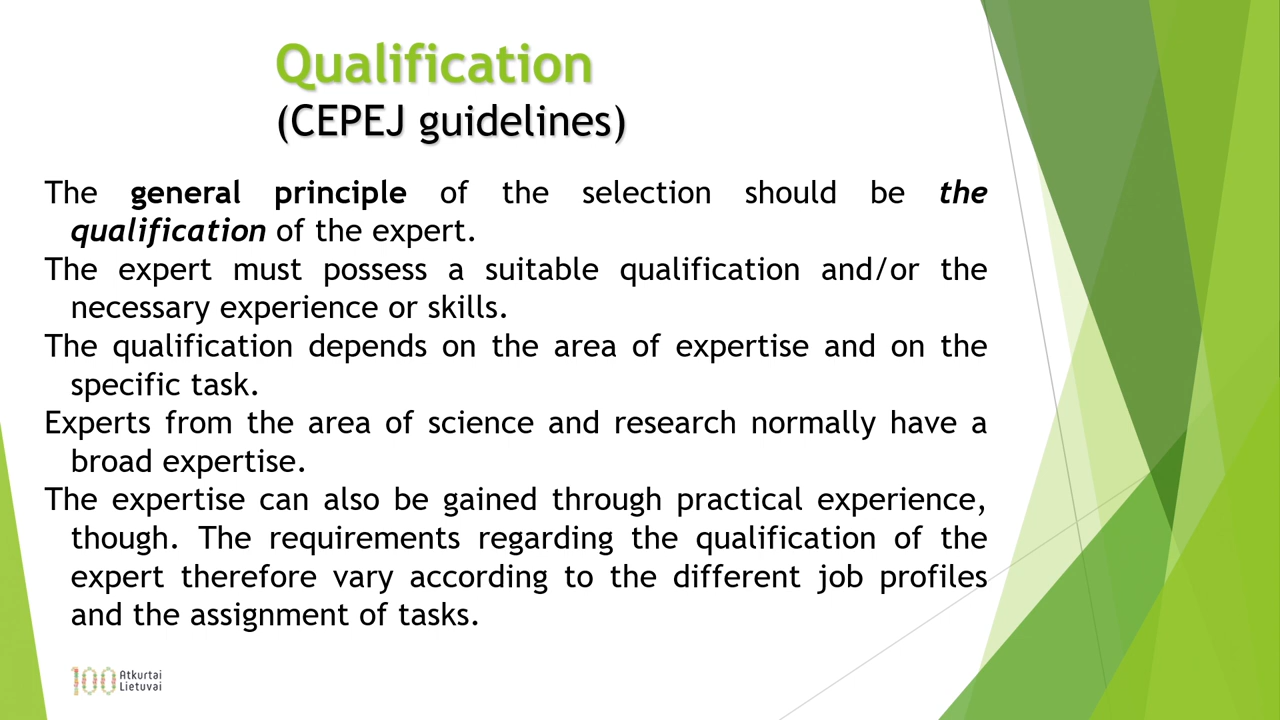 Qualification
(CEPEJ guidelines)
The general principle of the selection should be the
qualification of the expert.
The expert must possess a suitable qualification and/or the
necessary experience or skills.
The qualification depends on the area of expertise and on the
specific task.
Experts from the area of science and research normally have a
broad expertise.
The expertise can also be gained through practical experience,
though. The requirements regarding the qualification of the
expert therefore vary according to the different job profiles
and the assignment of tasks.
100 Atkurtai
Lietuvai